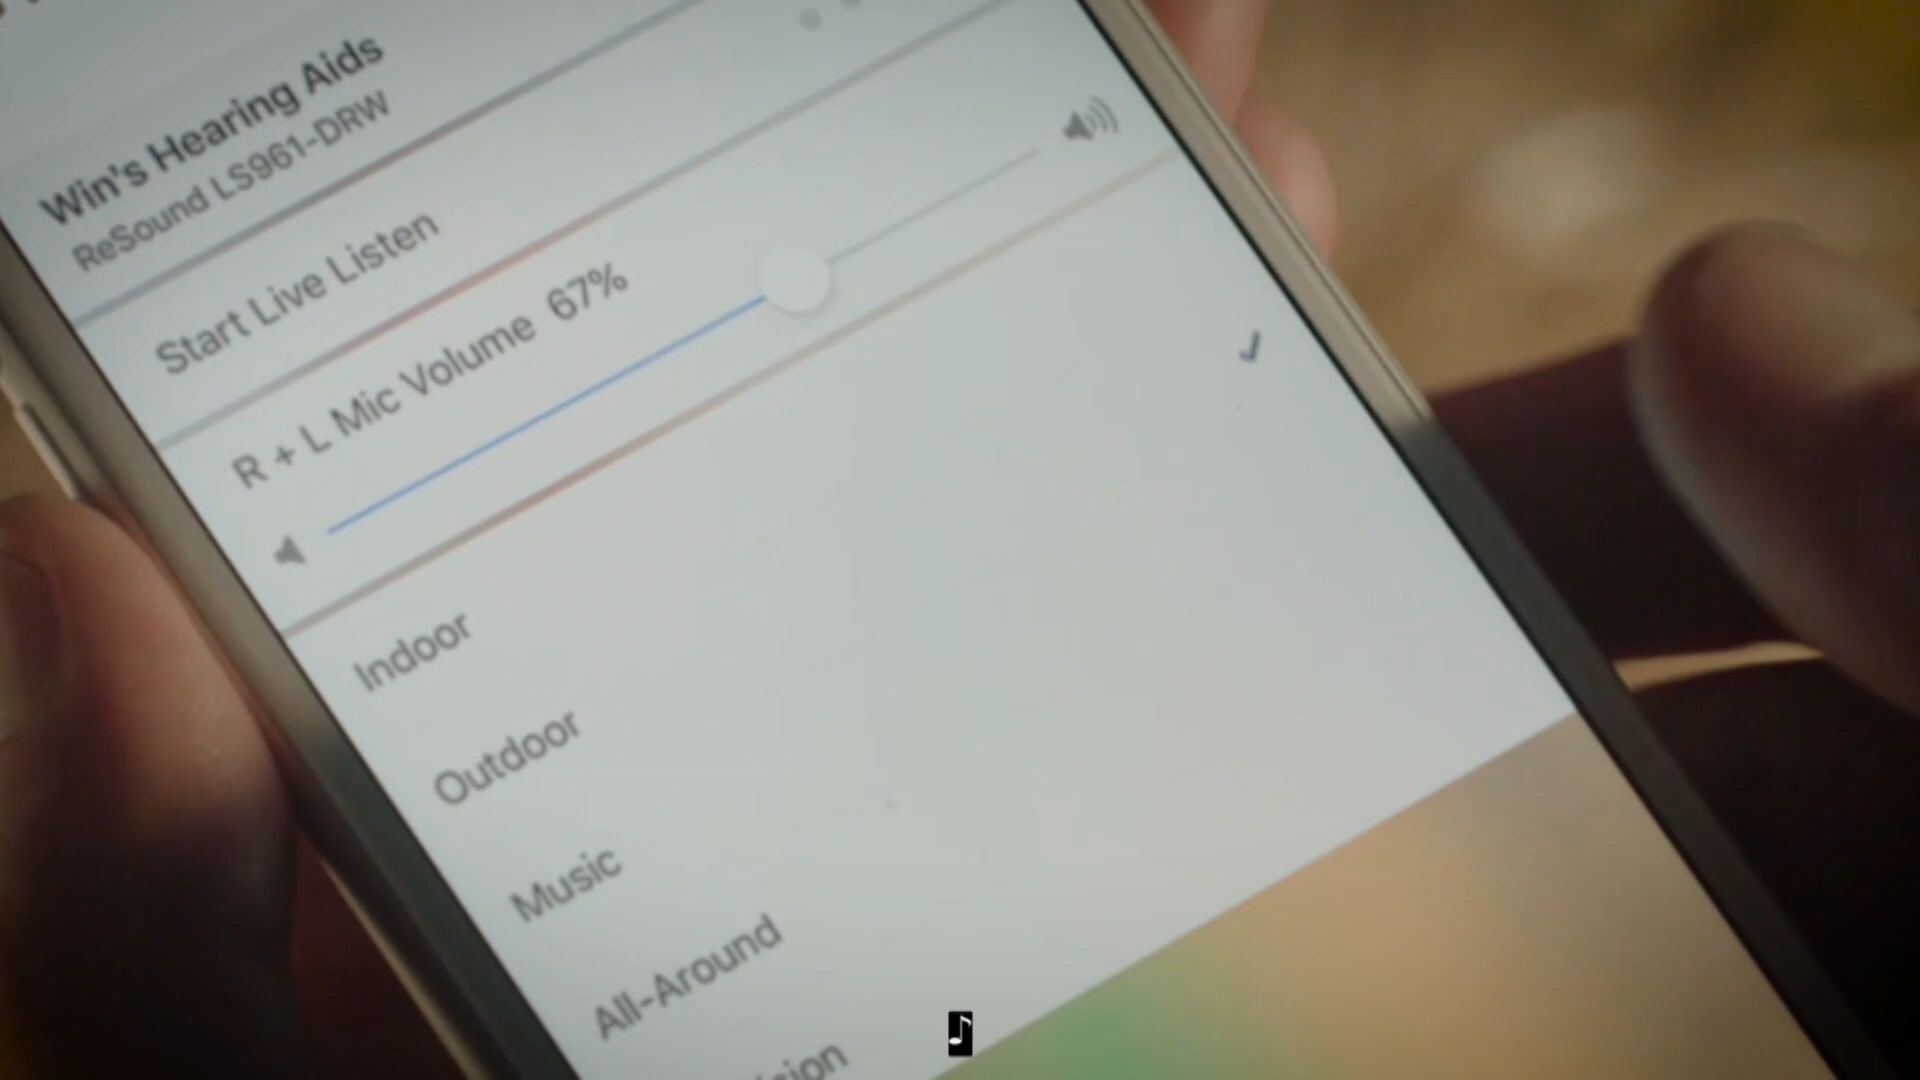 Win's Hearing Aids
ReSound LS961-DRW
Start Live Listen
R + L Mic Volume 67%
Indoor
Outdoor
Music
All-Around
♪